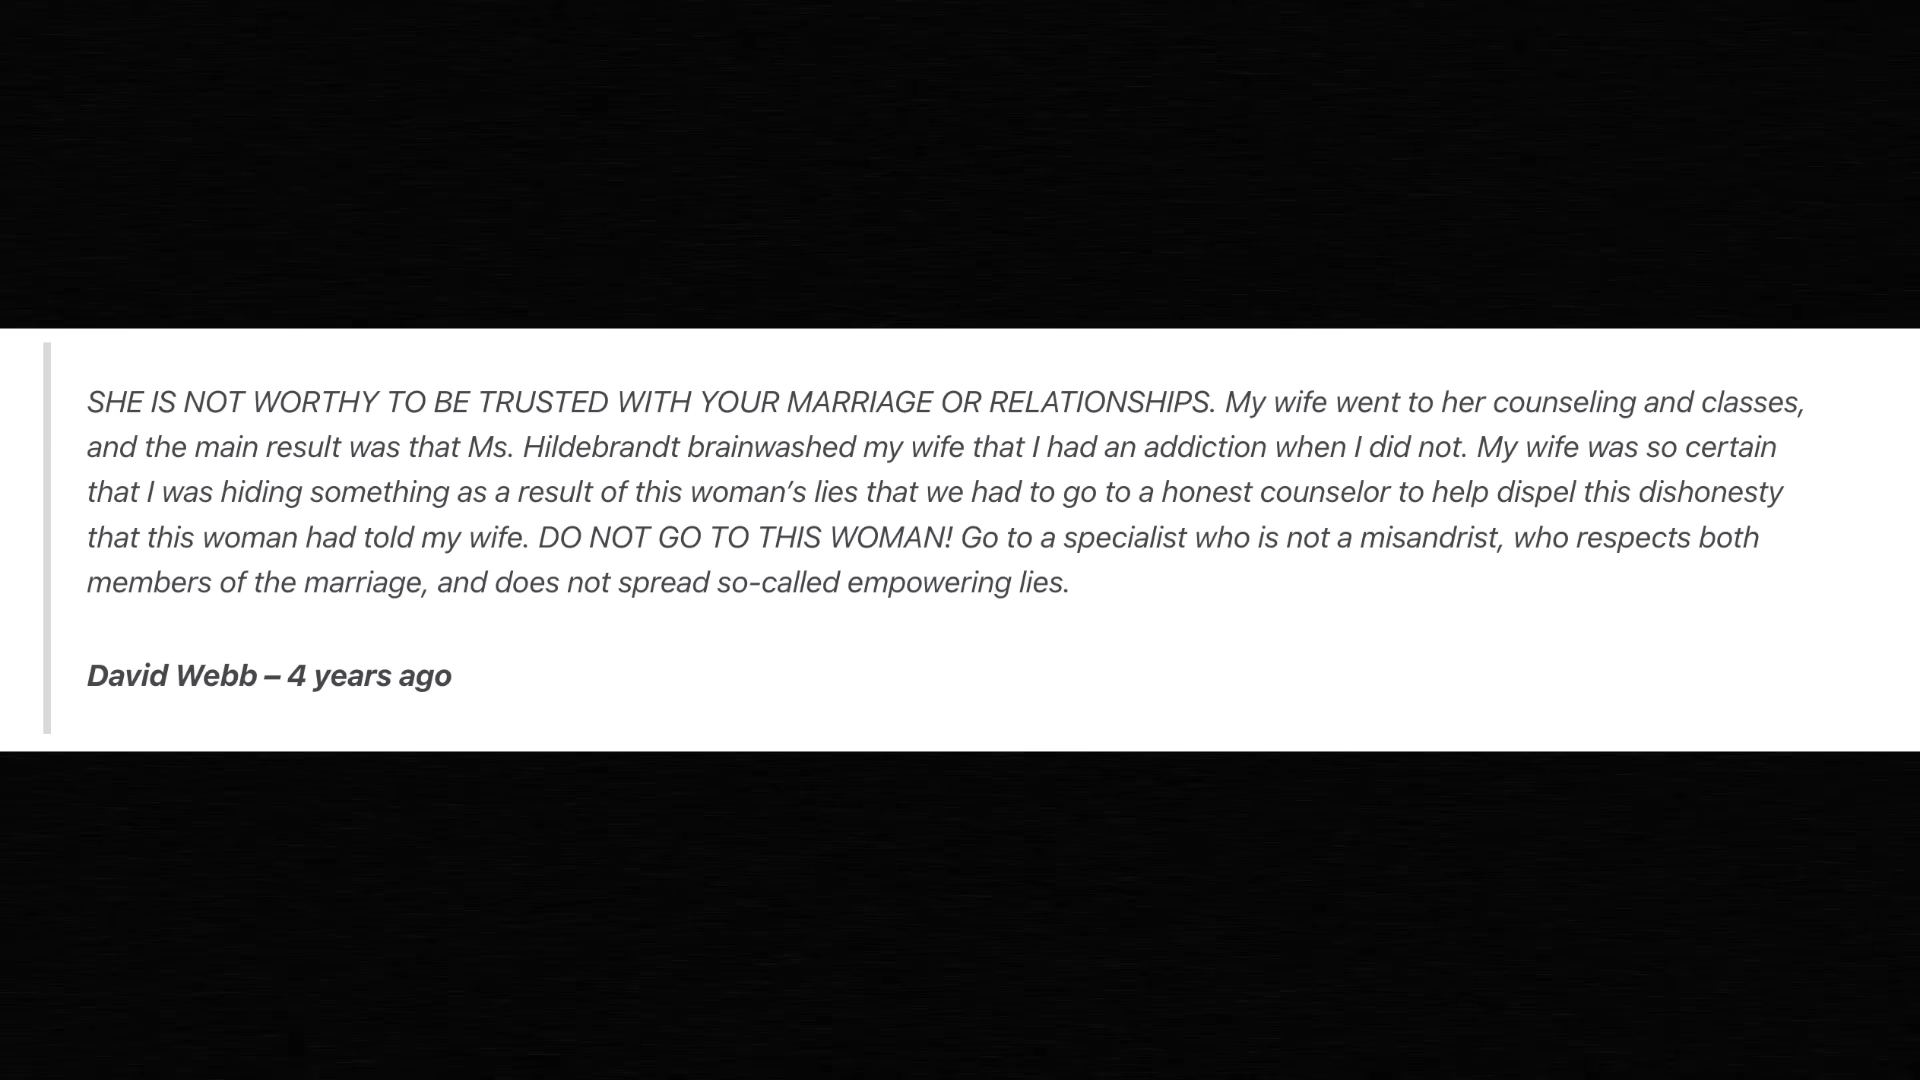 SHE IS NOT WORTHY TO BE TRUSTED WITH YOUR MARRIAGE OR RELATIONSHIPS. My wife went to her counseling and classes,
and the main result was that Ms. Hildebrandt brainwashed my wife that I had an addiction when I did not. My wife was so certain
that I was hiding something as a result of this woman’s lies that we had to go to a honest counselor to help dispel this dishonesty
that this woman had told my wife. DO NOT GO TO THIS WOMAN! Go to a specialist who is not a misandrist, who respects both
members of the marriage, and does not spread so-called empowering lies.
David Webb – 4 years ago